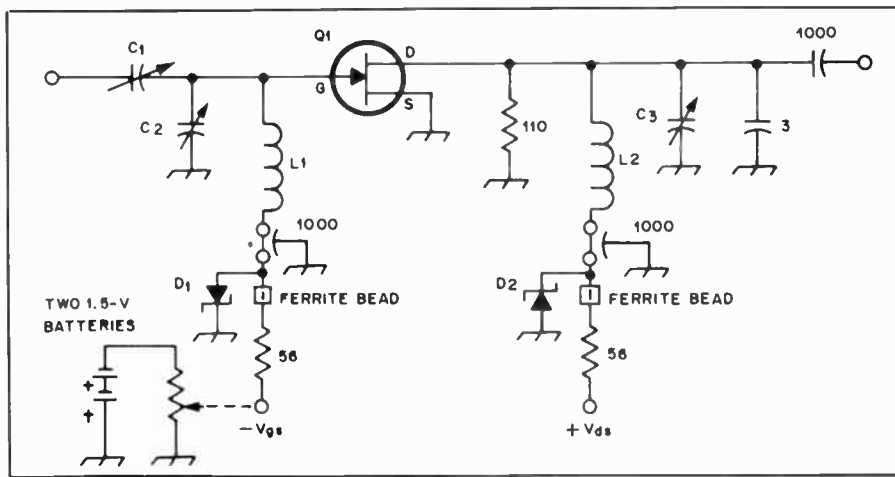 1000
Q1
C1
D
G
S
C2
110
C3
3
L1
L2
1000
1000
D1
D2
FERRITE BEAD
FERRITE BEAD
TWO 1.5-V
BATTERIES
56
56
+
+
-Vgs
+Vds